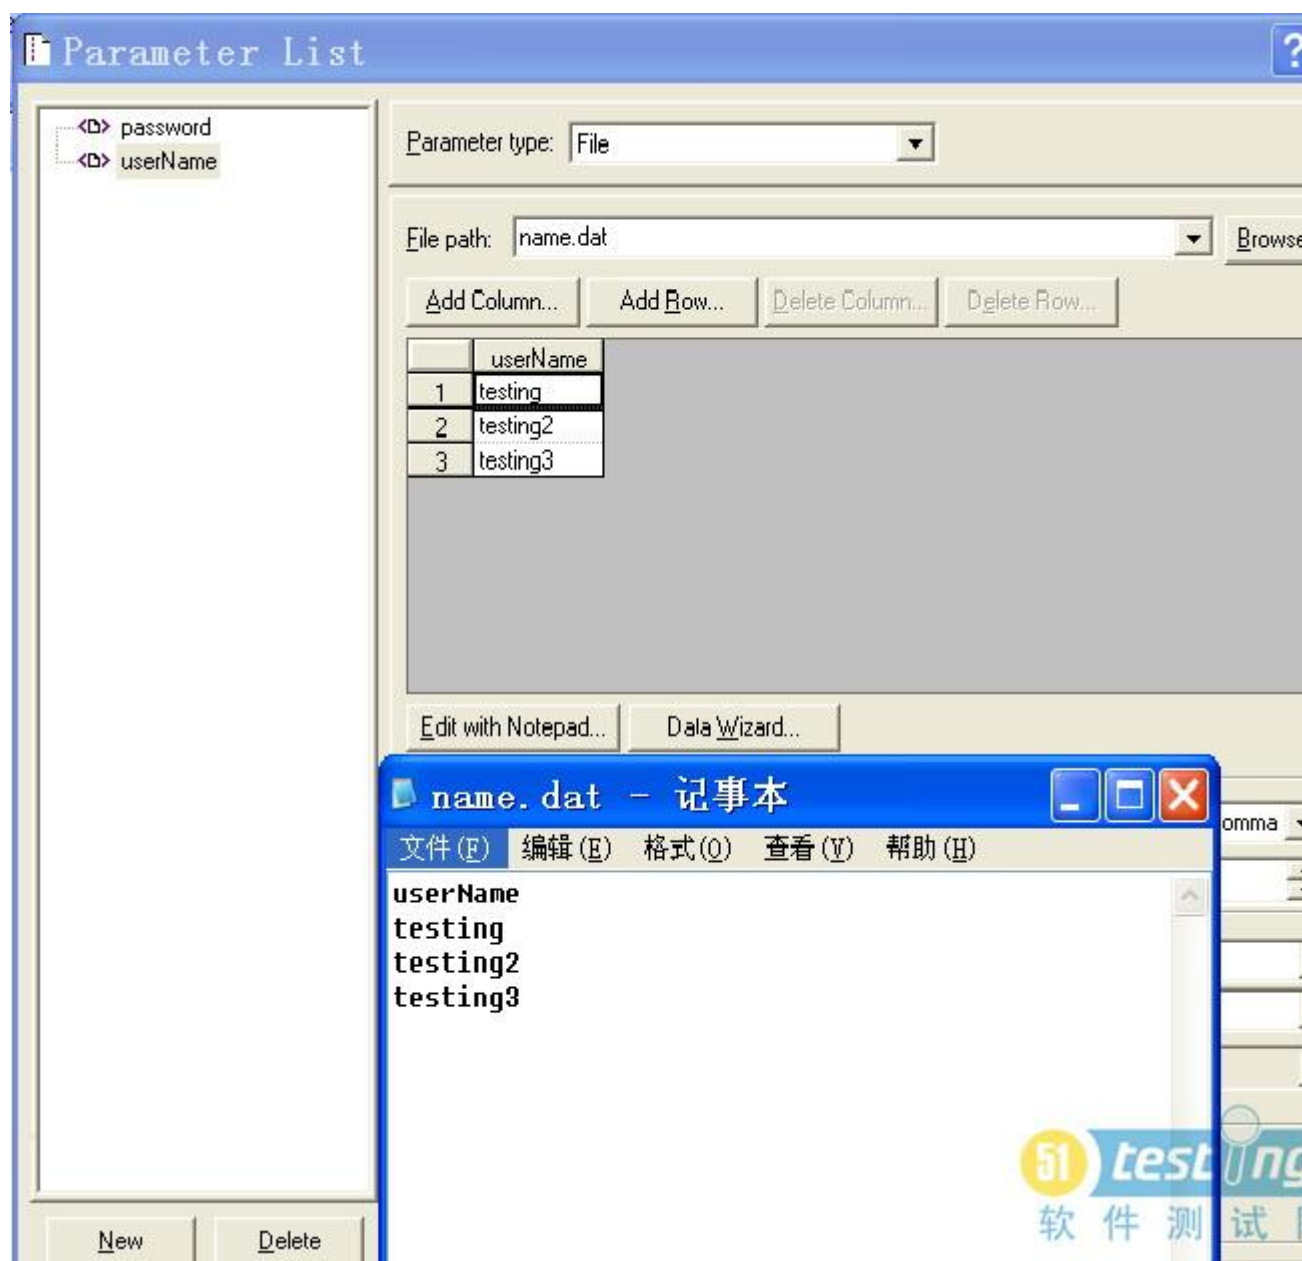 Parameter List
?
password
userName
Parameter type: File
File path: name.dat Browse
Add Column... Add Row... Delete Column... Delete Row...
userName
1 testing
2 testing2
3 testing3
Edit with Notepad... Data Wizard...
name.dat - 记事本
文件(F) 编辑(E) 格式(O) 查看(V) 帮助(H)
omma
userName
testing
testing2
testing3
51 testing
软件测试
New Delete